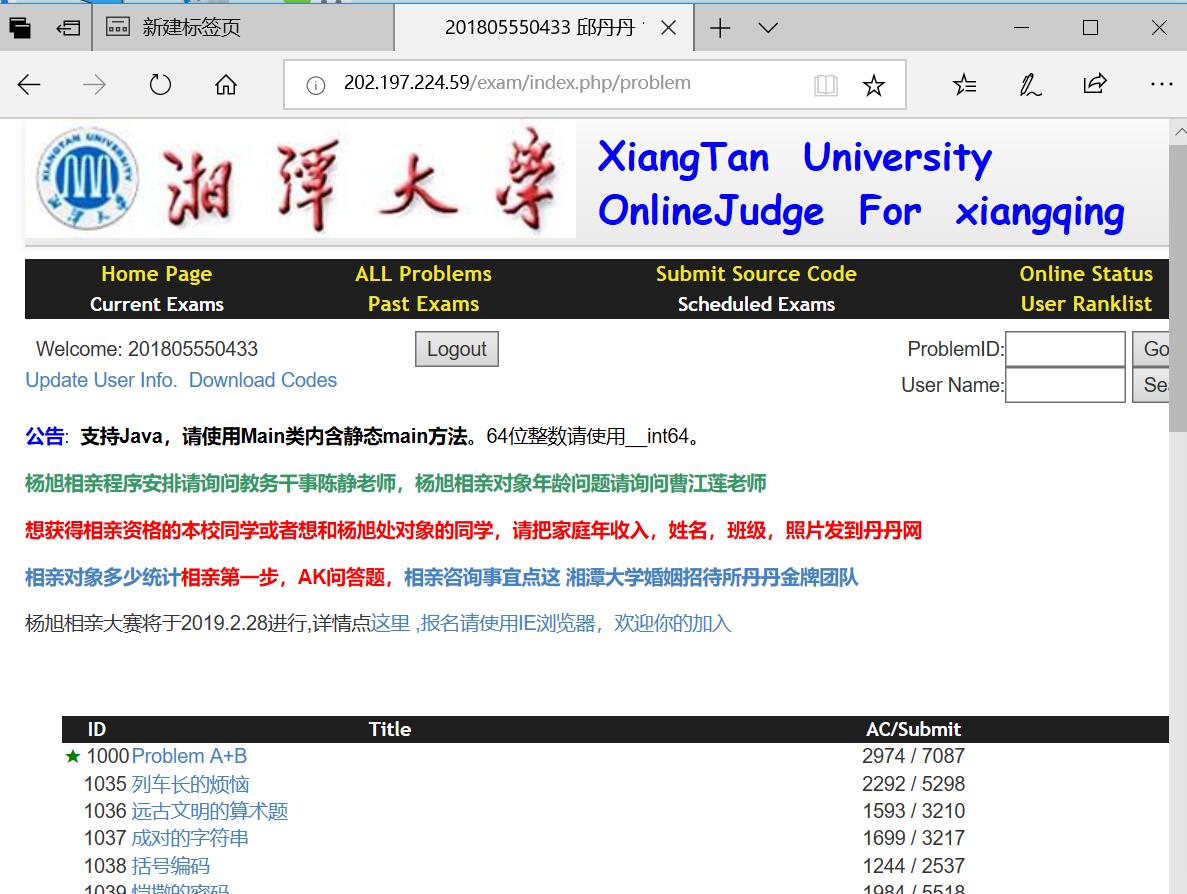 新建标签页
201805550433 邱丹丹
202.197.224.59/exam/index.php/problem
XIANGTAN UNIVERSITY
湘潭大学
XiangTan University
OnlineJudge For xiangqing
Home Page ALL Problems Submit Source Code Online Status
Current Exams Past Exams Scheduled Exams User Ranklist
Welcome: 201805550433 Logout ProblemID: Go
Update User Info. Download Codes User Name: Se
公告: 支持Java，请使用Main类内含静态main方法。64位整数请使用__int64。
杨旭相亲程序安排请询问教务干事陈静老师，杨旭相亲对象年龄问题请询问曹江莲老师
想获得相亲资格的本校同学或者想和杨旭处对象的同学，请把家庭年收入，姓名，班级，照片发到丹丹网
相亲对象多少统计相亲第一步，AK问答题，相亲咨询事宜点这 湘潭大学婚姻招待所丹丹金牌团队
杨旭相亲大赛将于2019.2.28进行,详情点这里 ,报名请使用IE浏览器，欢迎你的加入
ID Title AC/Submit
1000 Problem A+B 2974 / 7087
1035 列车长的烦恼 2292 / 5298
1036 远古文明的算术题 1593 / 3210
1037 成对的字符串 1699 / 3217
1038 括号编码 1244 / 2537
1039 恺撒的密码 1984 / 5518